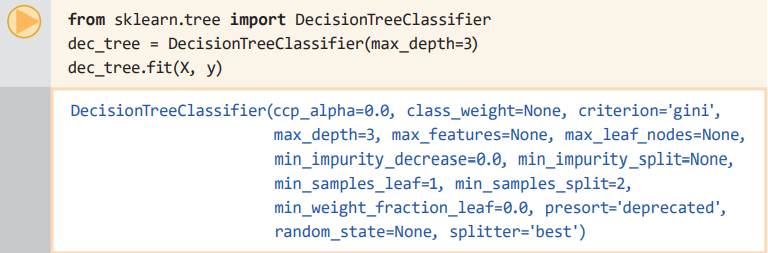 from sklearn.tree import DecisionTreeClassifier
dec_tree = DecisionTreeClassifier(max_depth=3)
dec_tree.fit(X, y)
DecisionTreeClassifier(ccp_alpha=0.0, class_weight=None, criterion='gini',
max_depth=3, max_features=None, max_leaf_nodes=None,
min_impurity_decrease=0.0, min_impurity_split=None,
min_samples_leaf=1, min_samples_split=2,
min_weight_fraction_leaf=0.0, presort='deprecated',
random_state=None, splitter='best')